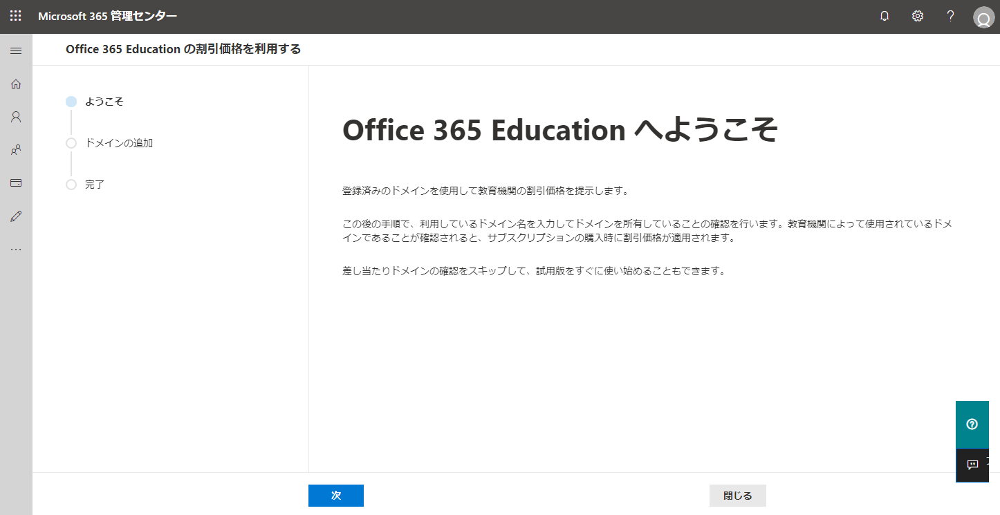 Microsoft 365 管理センター
Office 365 Education の割引価格を利用する
ようこそ
ドメインの追加
完了
Office 365 Education へようこそ
登録済みのドメインを使用して教育機関の割引価格を提示します。
この後の手順で、利用しているドメイン名を入力してドメインを所有していることの確認を行います。教育機関によって使用されているドメ
インであることが確認されると、サブスクリプションの購入時に割引価格が適用されます。
差し当たりドメインの確認をスキップして、試用版をすぐに使い始めることもできます。
次
閉じる